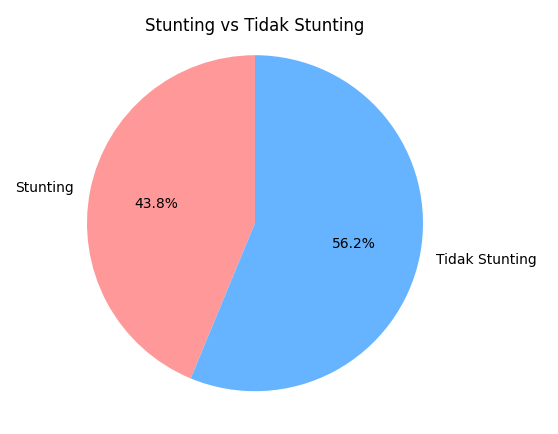 Stunting vs Tidak Stunting
Stunting
43.8%
56.2%
Tidak Stunting